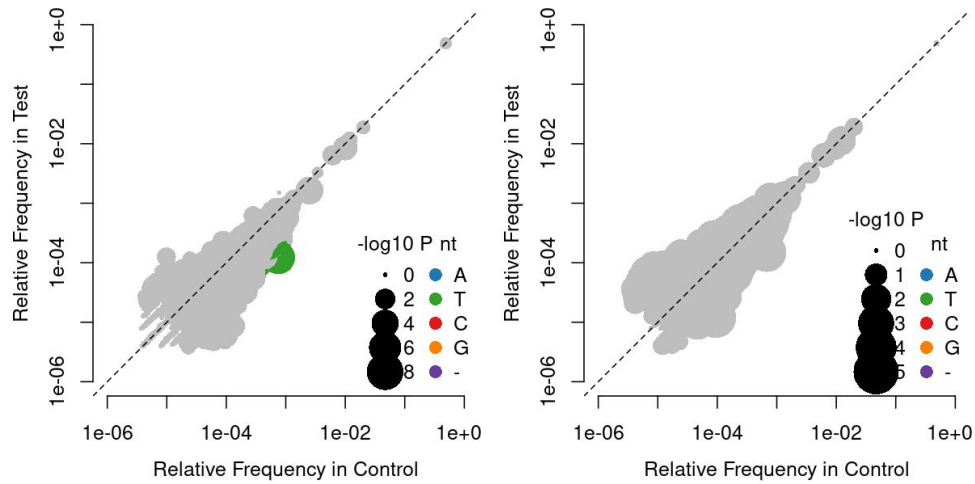 1e+0
1e-02
1e-04
1e-06
Relative Frequency in Test
-log10 P nt
0 A
2 T
4 C
6 G
8 -
1e-06 1e-04 1e-02 1e+0
Relative Frequency in Control
1e+0
1e-02
1e-04
1e-06
Relative Frequency in Test
-log10 P
nt
0
1 A
2 T
3 C
4 G
5 -
1e-06 1e-04 1e-02 1e+0
Relative Frequency in Control